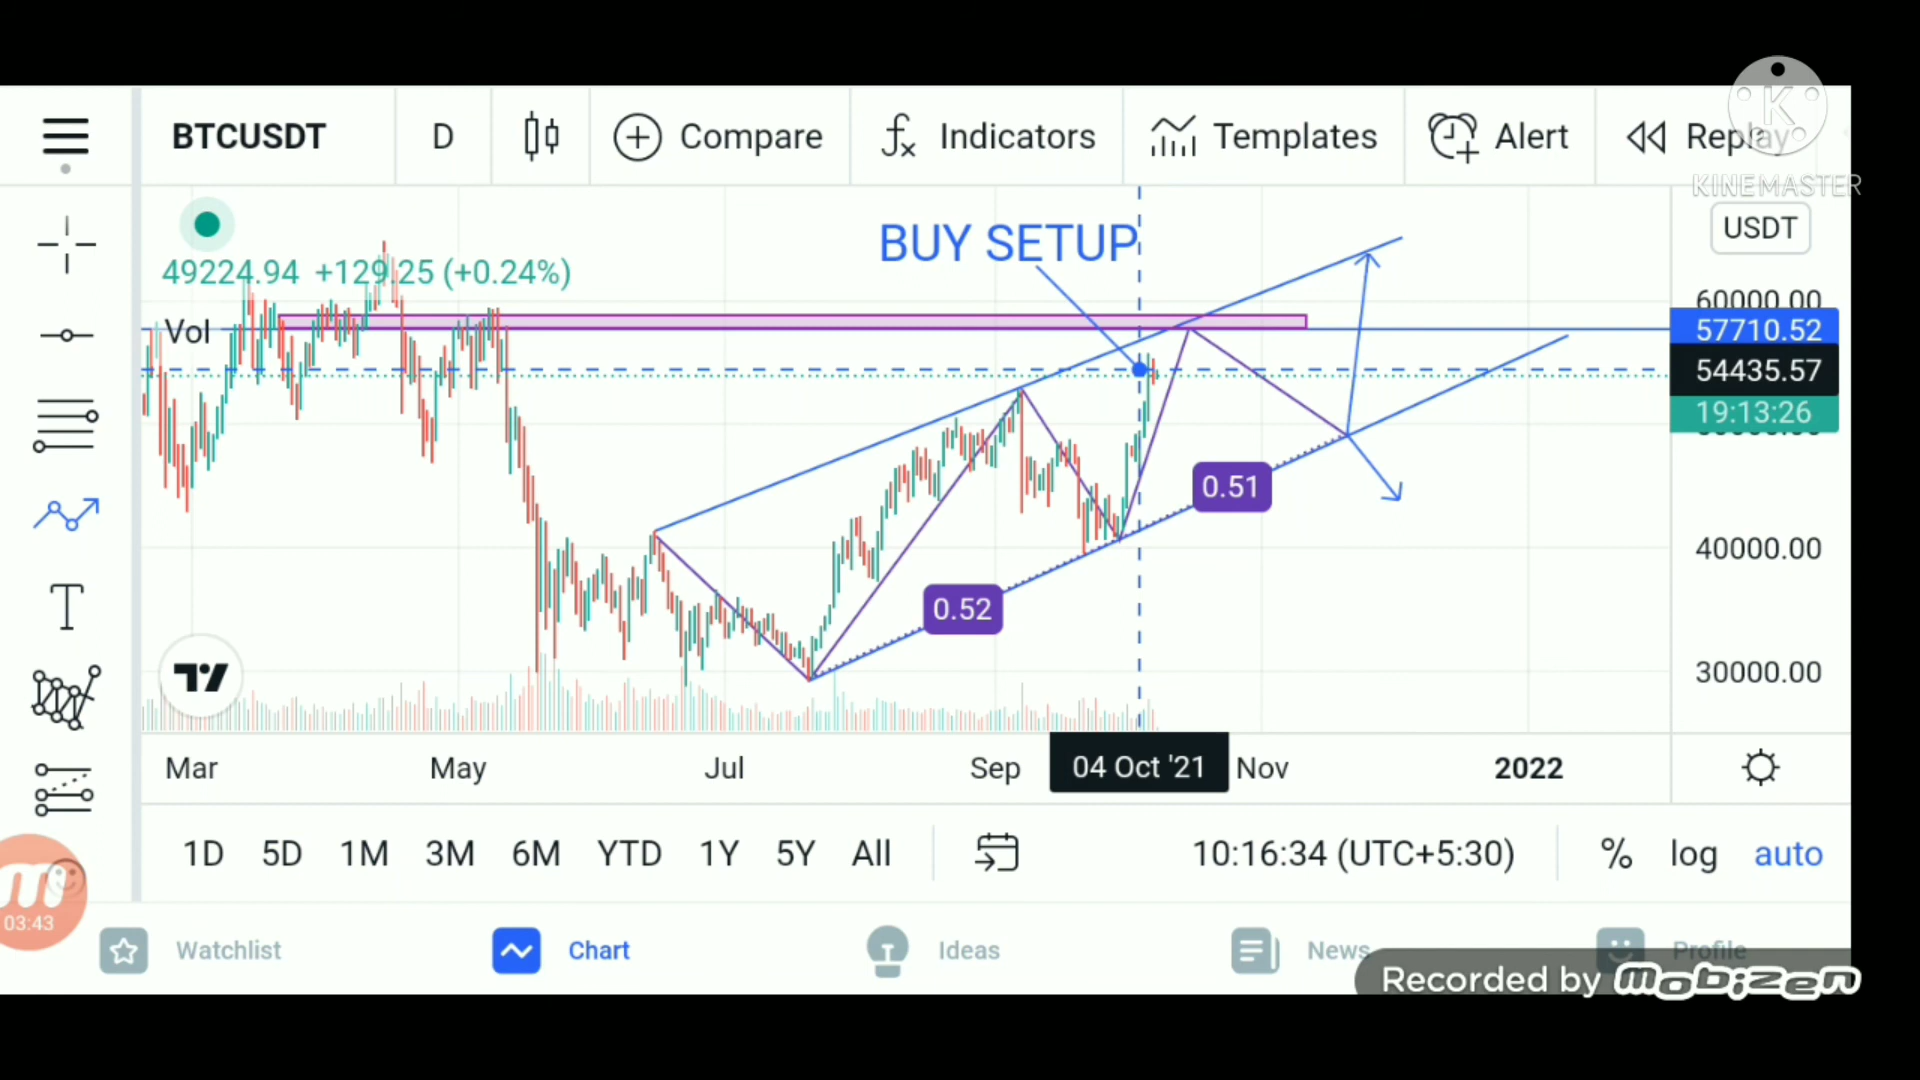 BTCUSDT D Compare Indicators Templates Alert Replay
KINEMASTER
USDT
BUY SETUP
49224.94 +129.25 (+0.24%)
60000.00
Vol
57710.52
54435.57
19:13:26
0.51
40000.00
0.52
30000.00
Mar May Jul Sep 04 Oct '21 Nov 2022
1D 5D 1M 3M 6M YTD 1Y 5Y All 10:16:34 (UTC+5:30) % log auto
03:43
Watchlist Chart Ideas News Profile
Recorded by mobizen